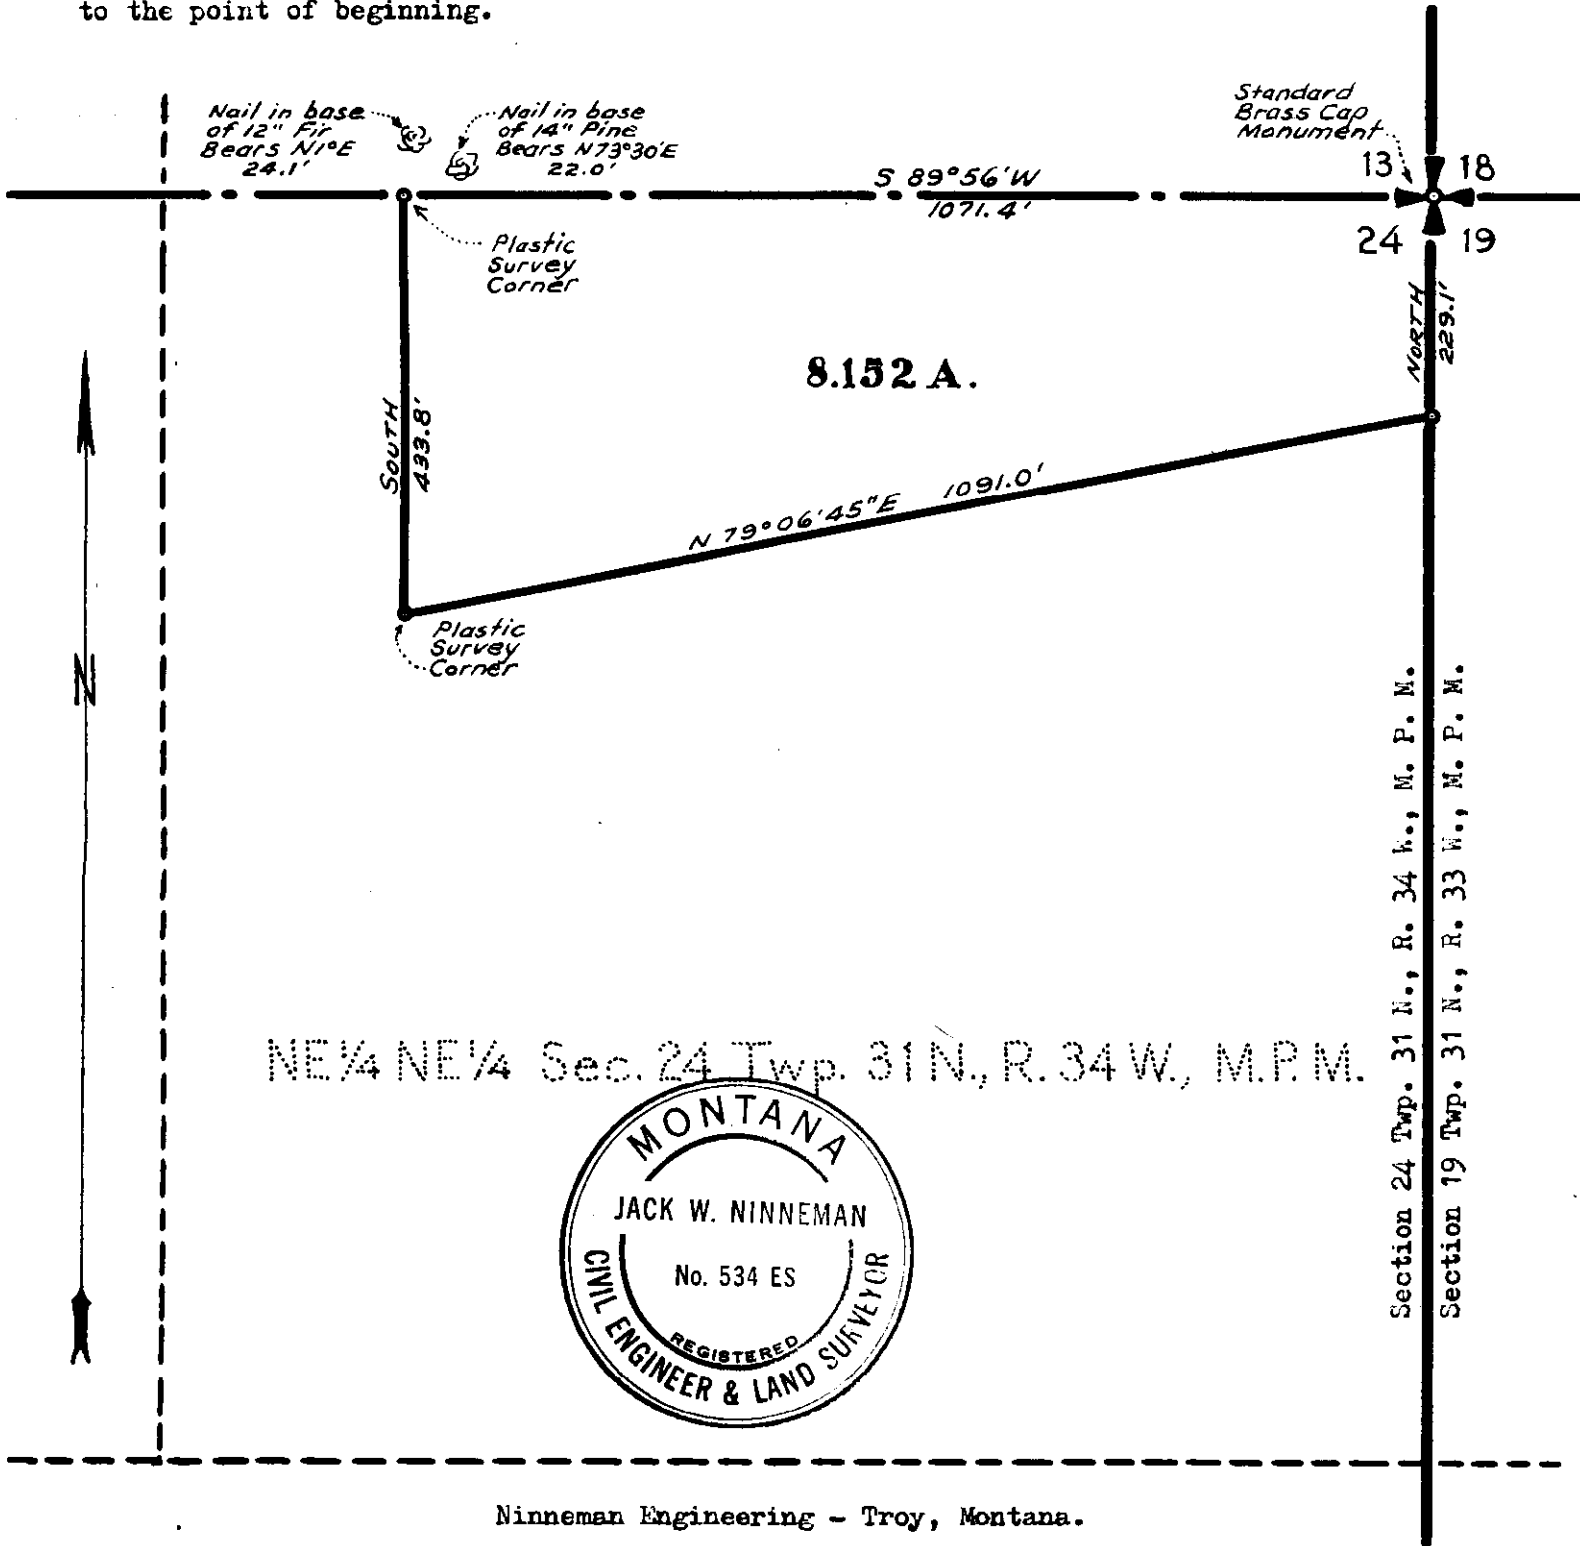 to the point of beginning.
Nail in base
of 12" Fir
Bears N1°E
24.1'
Nail in base
of 14" Pine
Bears N73°30'E
22.0'
Standard
Brass Cap
Monument
13
18
24
19
S 89°56'W
1071.4'
Plastic
Survey
Corner
NORTH
229.1'
8.152 A.
SOUTH
433.8'
N 79°06'45"E 1091.0'
Plastic
Survey
Corner
N
Section 24 Twp. 31 N., R. 34 W., M. P. M.
Section 19 Twp. 31 N., R. 33 W., M. P. M.
NE¼ NE¼ Sec. 24 Twp. 31N., R. 34 W., M.P.M.
MONTANA
JACK W. NINNEMAN
No. 534 ES
REGISTERED
CIVIL ENGINEER & LAND SURVEYOR
Ninneman Engineering - Troy, Montana.